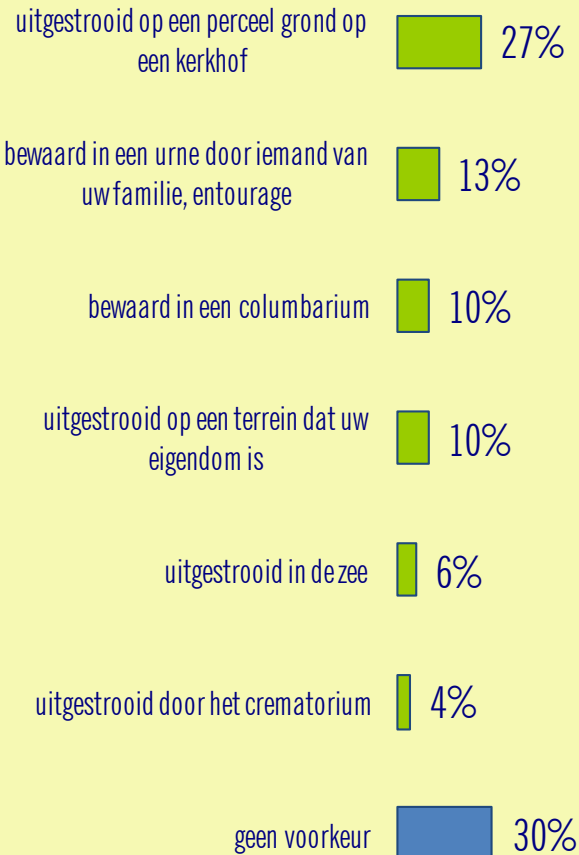 uitgestrooid op een perceel grond op
een kerkhof
27%
bewaard in een urne door iemand van
uw familie, entourage
13%
bewaard in een columbarium
10%
uitgestrooid op een terrein dat uw
eigendom is
10%
uitgestrooid in de zee
6%
uitgestrooid door het crematorium
4%
geen voorkeur
30%